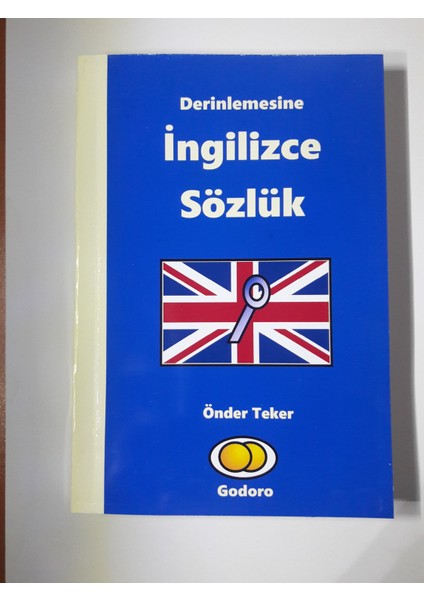 Derinlemesine
İngilizce
Sözlük
Önder Teker
Godoro